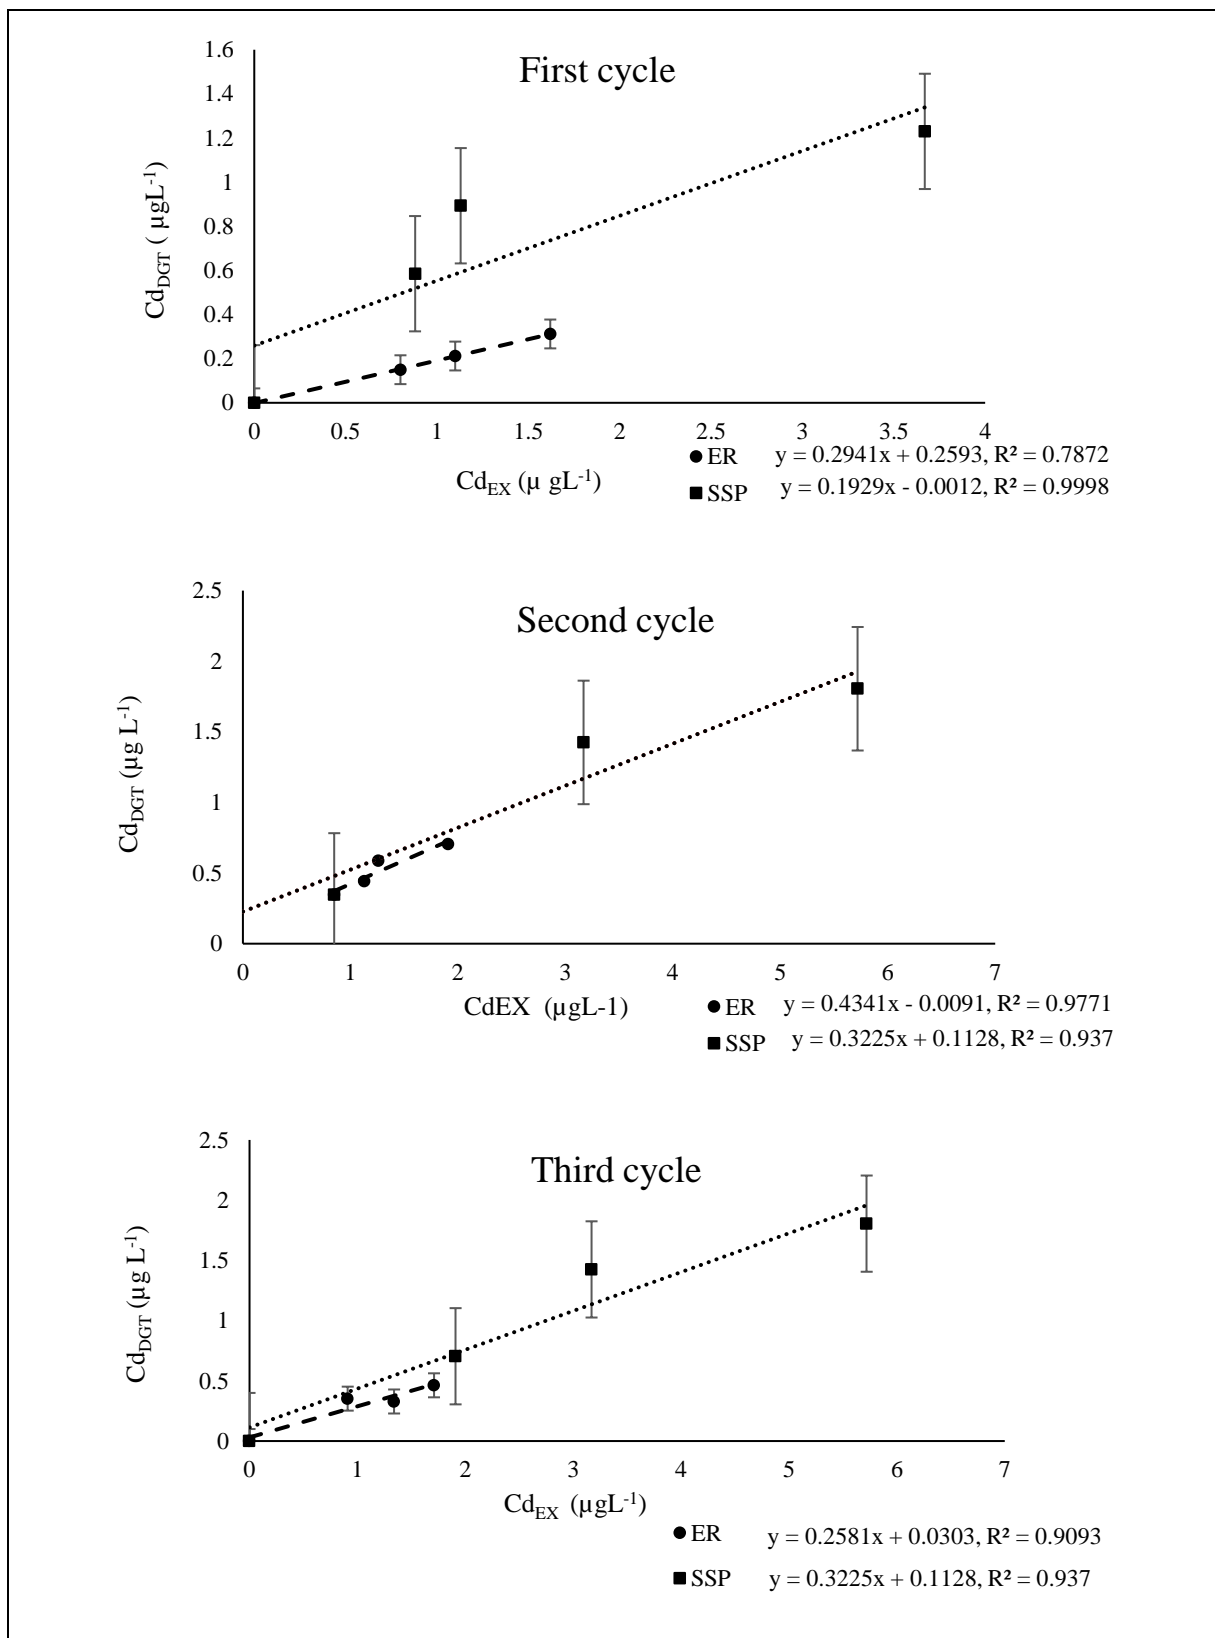 First cycle
1.6
1.4
1.2
1
0.8
0.6
0.4
0.2
0
Cd_DGT ( µgL⁻¹)
0 0.5 1 1.5 2 2.5 3 3.5 4
Cd_EX (µ gL⁻¹)
ER y = 0.2941x + 0.2593, R² = 0.7872
SSP y = 0.1929x - 0.0012, R² = 0.9998
Second cycle
2.5
2
1.5
1
0.5
0
Cd_DGT (µg L⁻¹)
0 1 2 3 4 5 6 7
CdEX (µgL-1)
ER y = 0.4341x - 0.0091, R² = 0.9771
SSP y = 0.3225x + 0.1128, R² = 0.937
Third cycle
2.5
2
1.5
1
0.5
0
Cd_DGT (µg L⁻¹)
0 1 2 3 4 5 6 7
Cd_EX (µgL⁻¹)
ER y = 0.2581x + 0.0303, R² = 0.9093
SSP y = 0.3225x + 0.1128, R² = 0.937